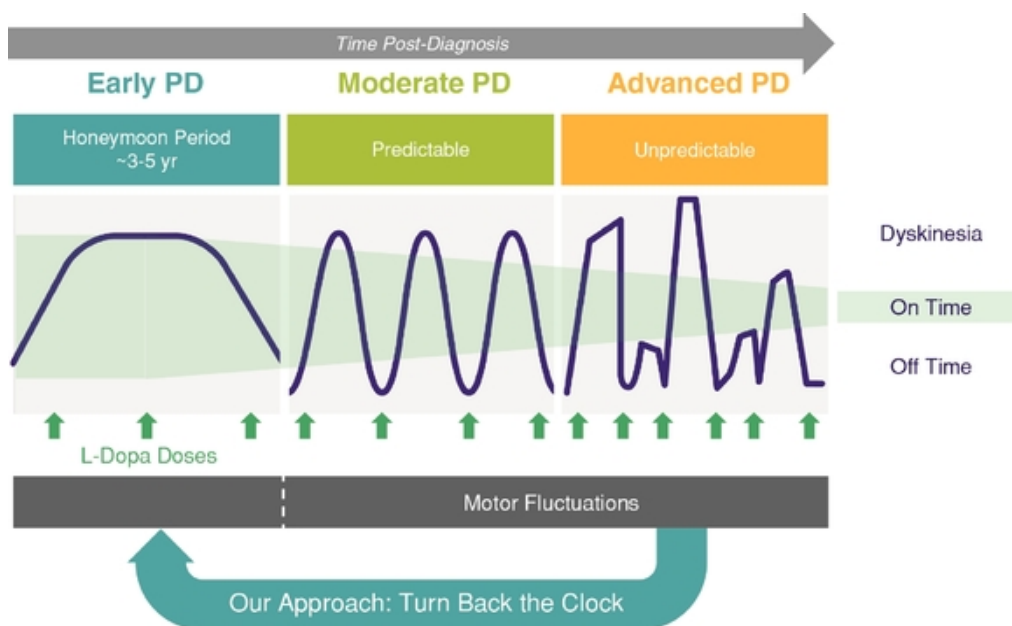 Time Post-Diagnosis
Early PD
Moderate PD
Advanced PD
Honeymoon Period
~3-5 yr
Predictable
Unpredictable
Dyskinesia
On Time
Off Time
L-Dopa Doses
Motor Fluctuations
Our Approach: Turn Back the Clock